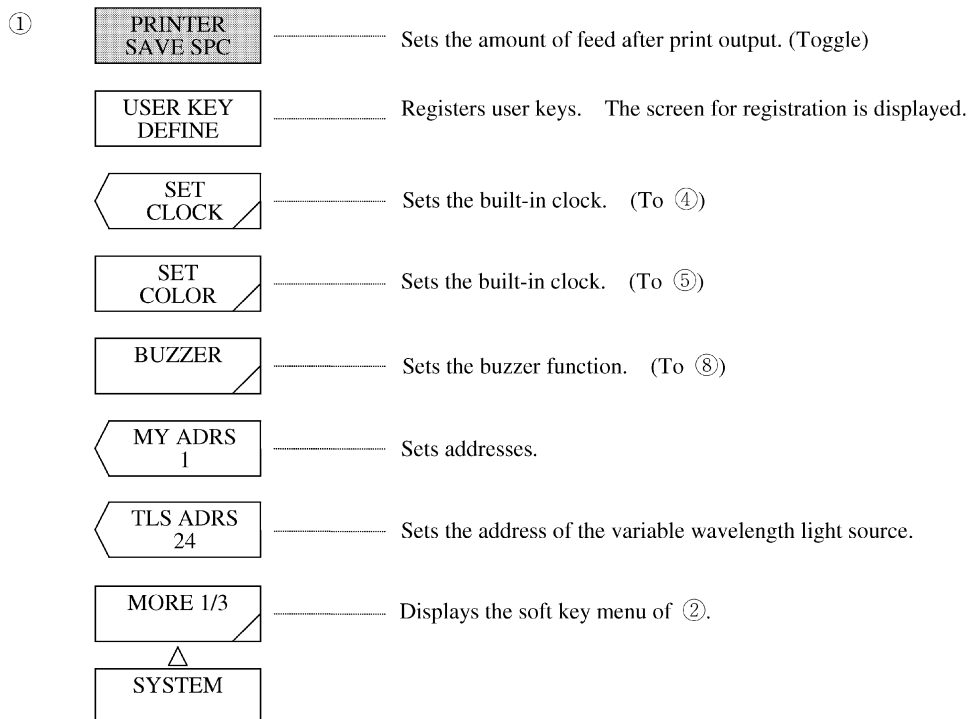 ①
PRINTER
SAVE SPC
Sets the amount of feed after print output. (Toggle)
USER KEY
DEFINE
Registers user keys. The screen for registration is displayed.
SET
CLOCK
Sets the built-in clock. (To ④)
SET
COLOR
Sets the built-in clock. (To ⑤)
BUZZER
Sets the buzzer function. (To ⑧)
MY ADRS
1
Sets addresses.
TLS ADRS
24
Sets the address of the variable wavelength light source.
MORE 1/3
Displays the soft key menu of ②.
SYSTEM